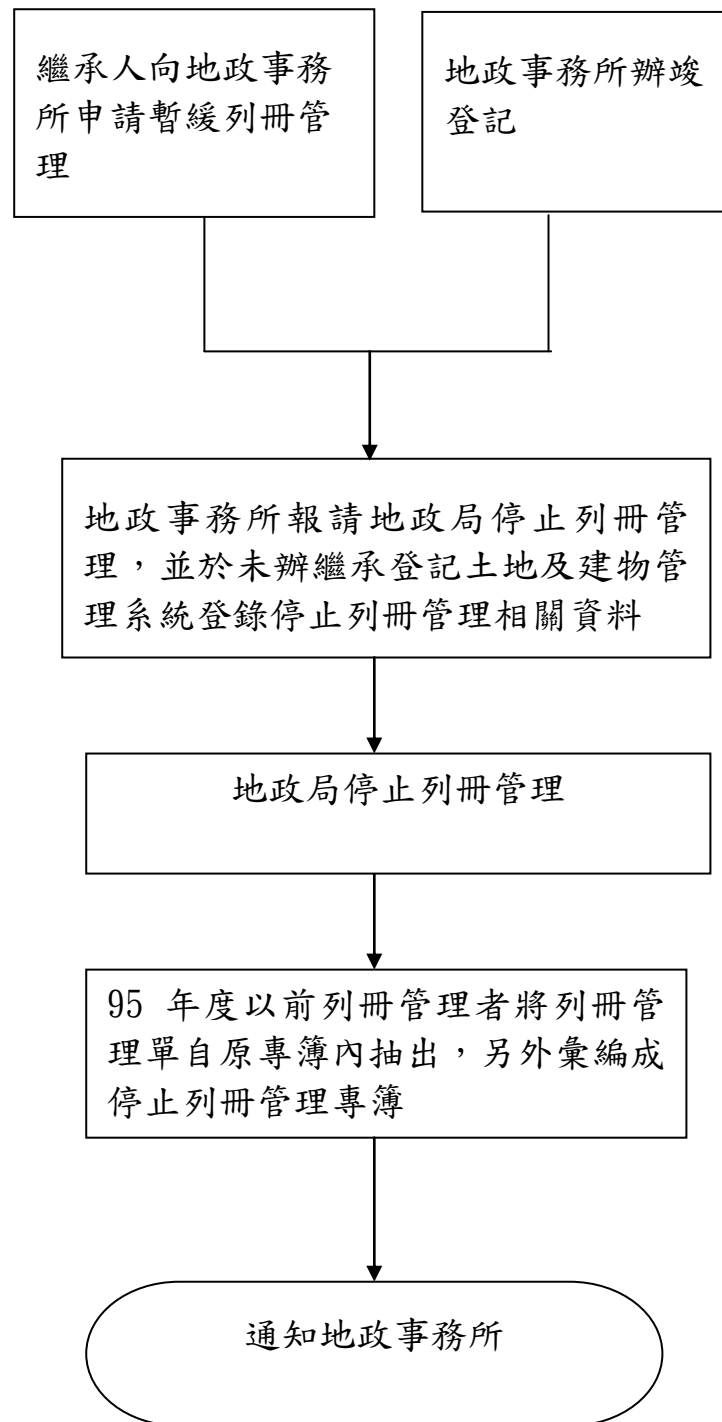 繼承人向地政事務
所申請暫緩列冊管
理
地政事務所辦竣
登記
地政事務所報請地政局停止列冊管
理，並於未辦繼承登記土地及建物管
理系統登錄停止列冊管理相關資料
地政局停止列冊管理
95 年度以前列冊管理者將列冊管
理單自原專簿內抽出，另外彙編成
停止列冊管理專簿
通知地政事務所